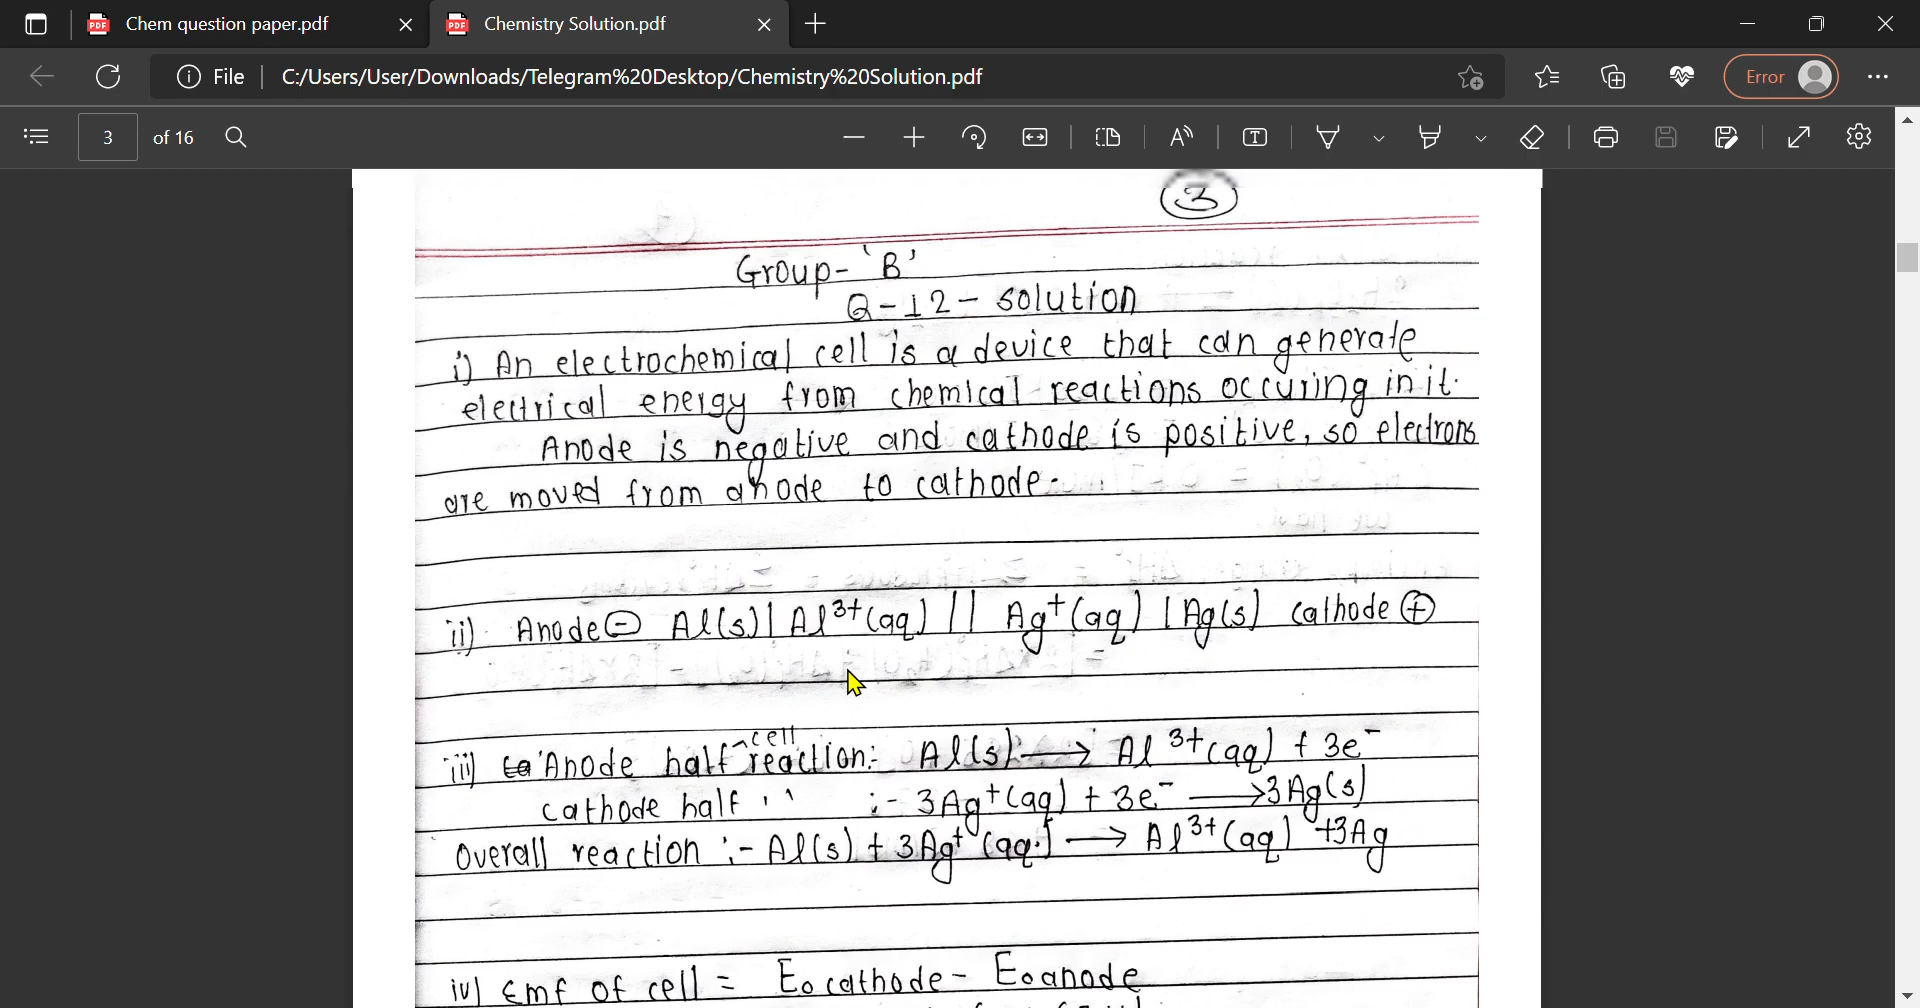 Chem question paper.pdf
Chemistry Solution.pdf
File
C:/Users/User/Downloads/Telegram%20Desktop/Chemistry%20Solution.pdf
Error
3 of 16
3
Group- 'B'
Q-12- solution
i) An electrochemical cell is a device that can generate
electrical energy from chemical reactions occuring in it.
Anode is negative and cathode is positive, so electrons
are moved from anode to cathode.
ii) Anode⊖ Al(s)|Al³⁺(aq) || Ag⁺(aq) |Ag(s) cathode⊕
iii) Anode half cell reaction:- Al(s) ⟶ Al³⁺(aq) + 3e⁻
cathode half '' :- 3Ag⁺(aq) + 3e⁻ ⟶ 3Ag(s)
Overall reaction :- Al(s) + 3Ag⁺(aq.) ⟶ Al³⁺(aq) +3Ag
iv) Emf of cell = Eo cathode - Eo anode